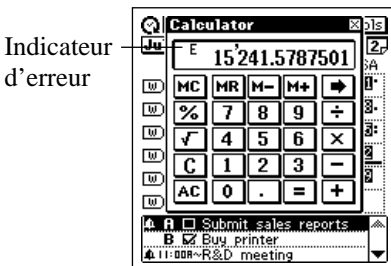 Calculator
Indicateur
d'erreur
E
15'241.5787501
MC MR M- M+
% 7 8 9 ÷
√ 4 5 6 ×
C 1 2 3 -
AC 0 . = +
A Submit sales reports
B Buy printer
R&D meeting